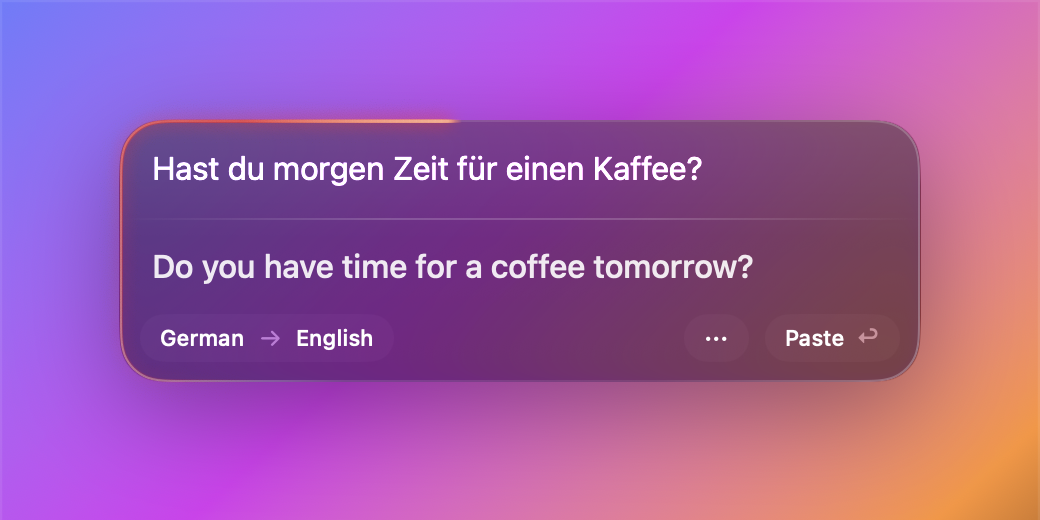 Hast du morgen Zeit für einen Kaffee?
Do you have time for a coffee tomorrow?
German → English
... Paste ↩